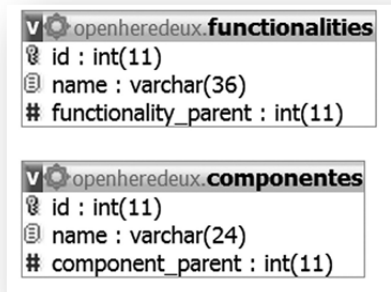 v openheredeux.functionalities
id : int(11)
name : varchar(36)
# functionality_parent : int(11)
v openheredeux.componentes
id : int(11)
name : varchar(24)
# component_parent : int(11)